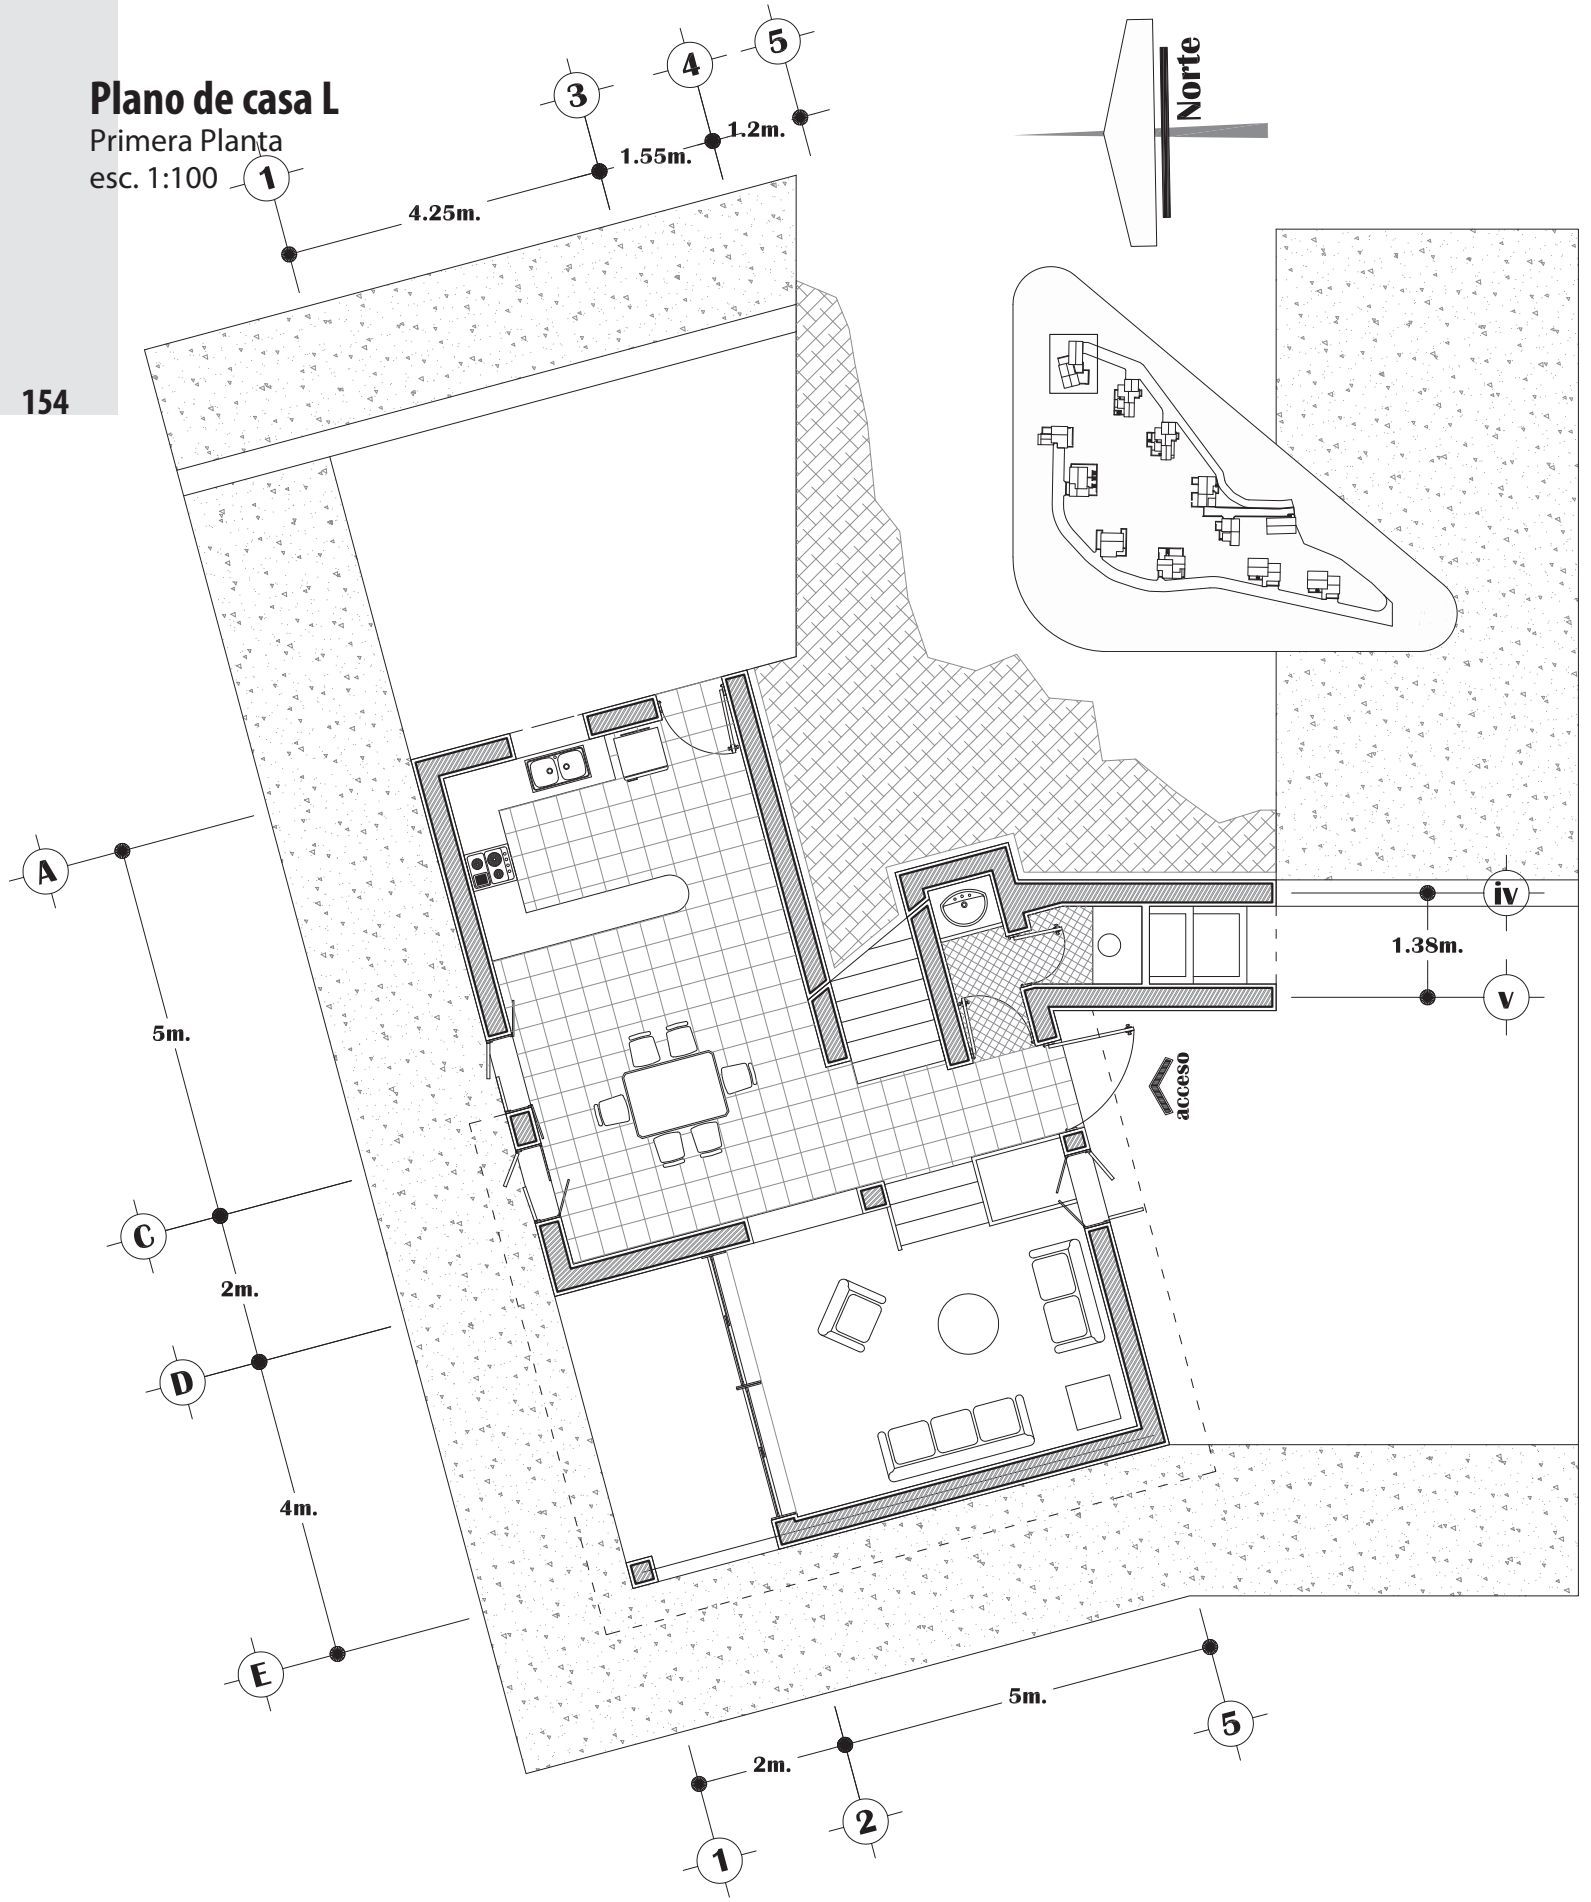 Plano de casa L
Primera Planta
esc. 1:100
154
1
3
4
5
4.25m.
1.55m.
1.2m.
Norte
A
5m.
C
2m.
D
4m.
E
iv
1.38m.
v
acceso
1
2m.
2
5m.
5